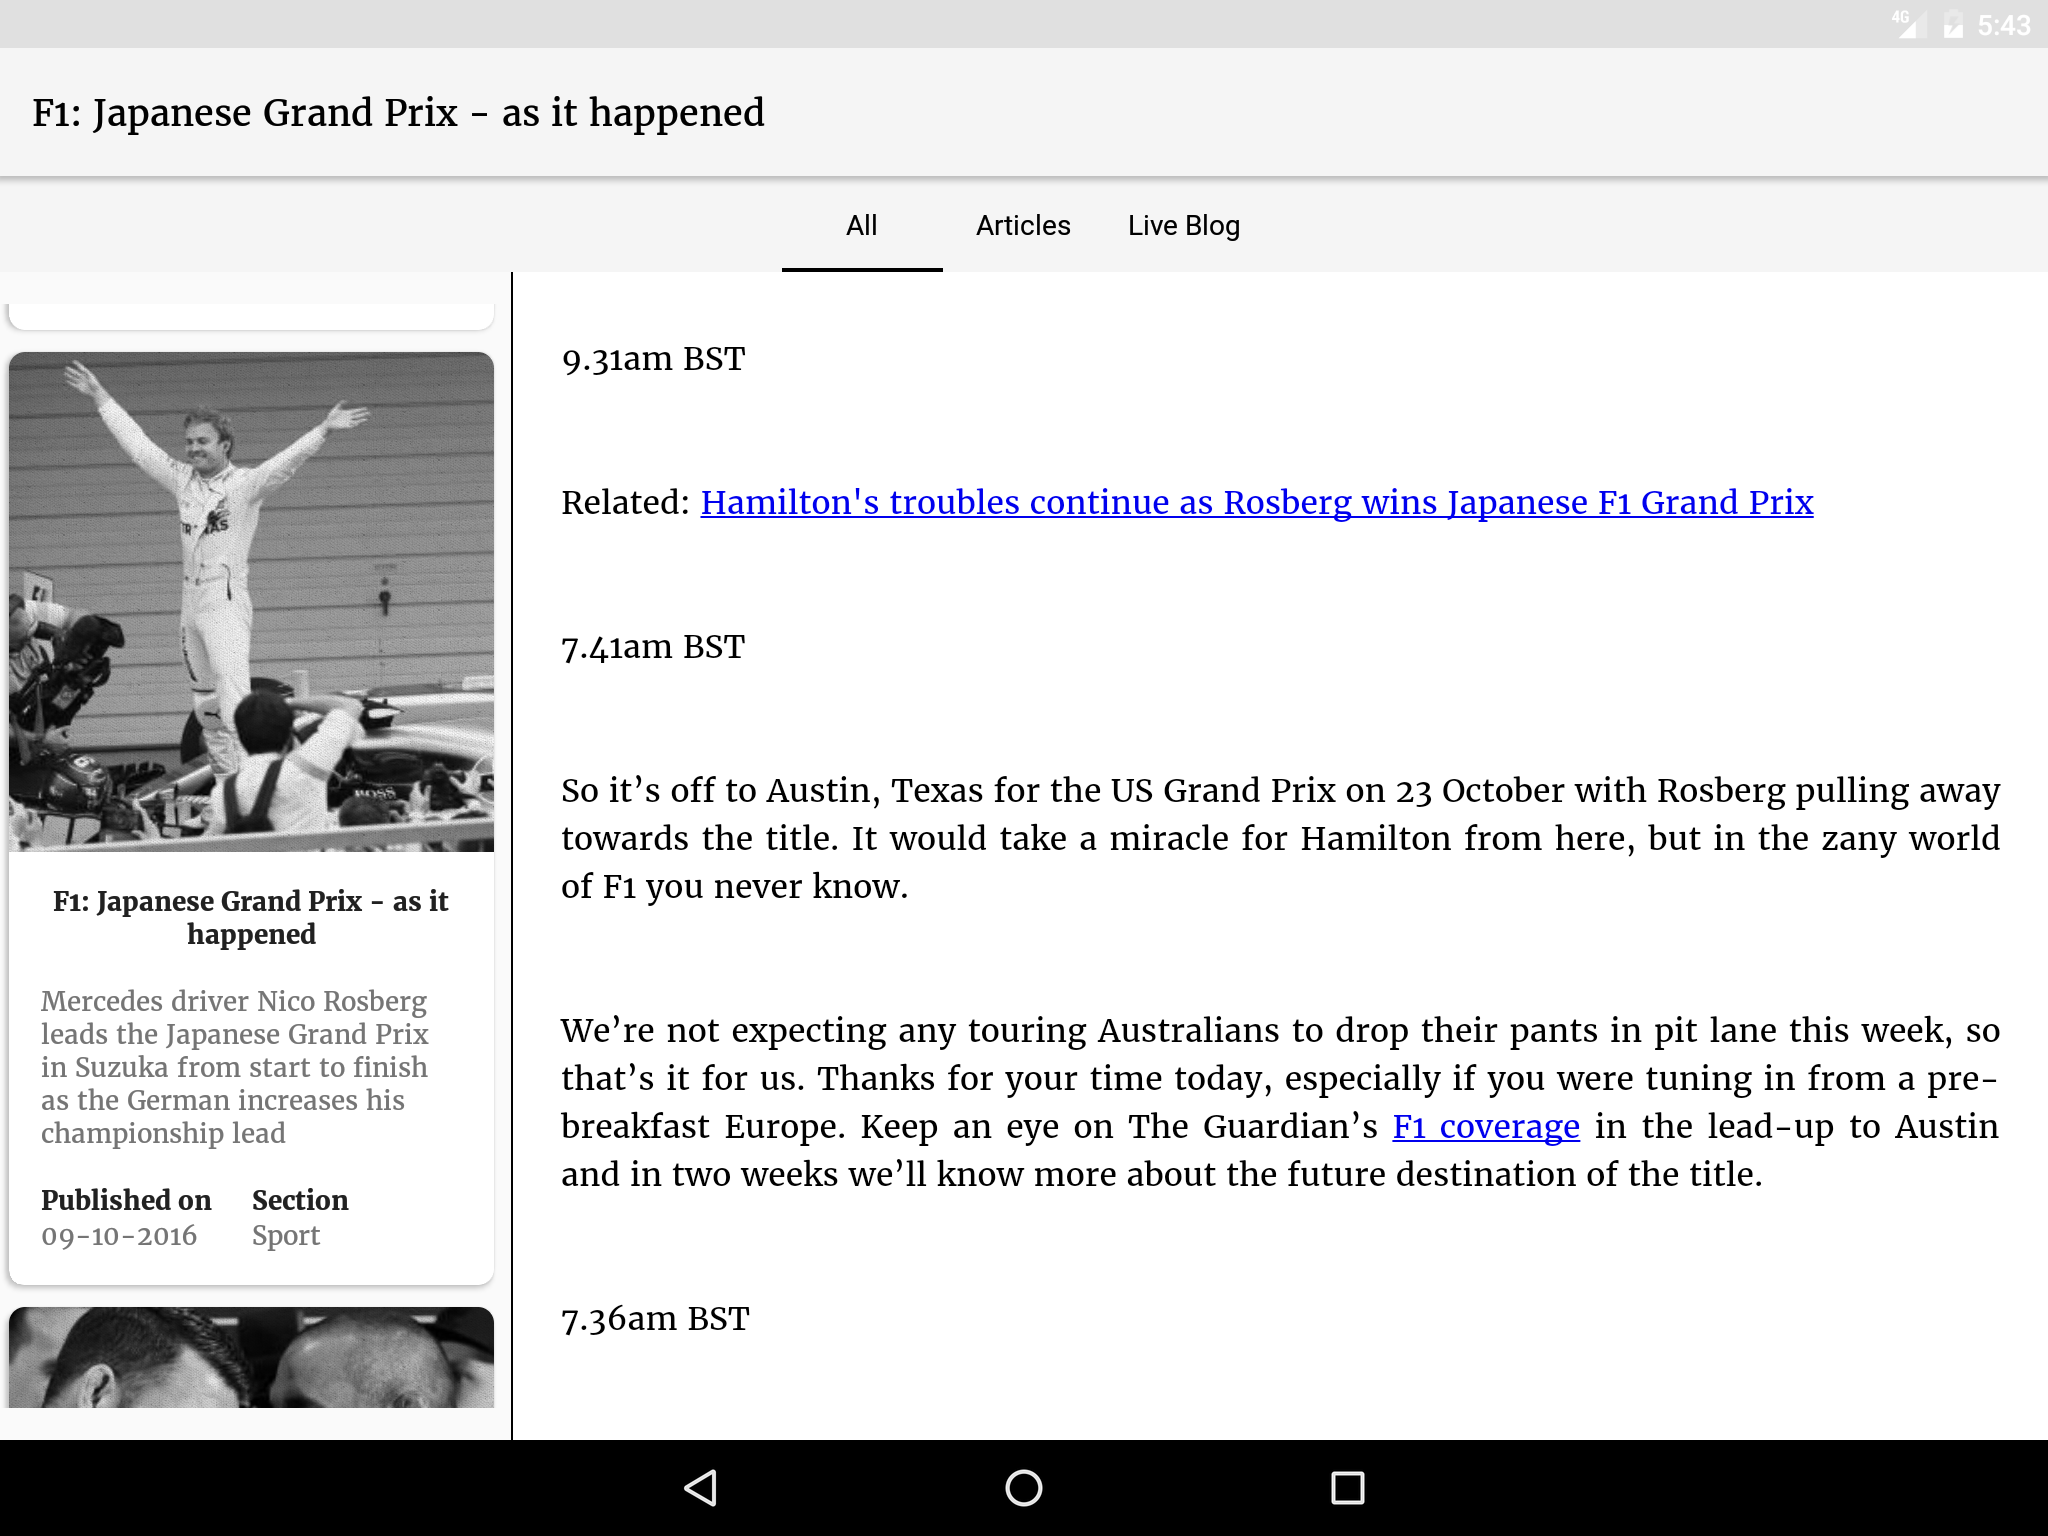 4G 5:43
F1: Japanese Grand Prix - as it happened
All Articles Live Blog
BOSS
F1: Japanese Grand Prix - as it
happened
Mercedes driver Nico Rosberg
leads the Japanese Grand Prix
in Suzuka from start to finish
as the German increases his
championship lead
Published on Section
09-10-2016 Sport
9.31am BST
Related: Hamilton's troubles continue as Rosberg wins Japanese F1 Grand Prix
7.41am BST
So it’s off to Austin, Texas for the US Grand Prix on 23 October with Rosberg pulling away
towards the title. It would take a miracle for Hamilton from here, but in the zany world
of F1 you never know.
We’re not expecting any touring Australians to drop their pants in pit lane this week, so
that’s it for us. Thanks for your time today, especially if you were tuning in from a pre-
breakfast Europe. Keep an eye on The Guardian’s F1 coverage in the lead-up to Austin
and in two weeks we’ll know more about the future destination of the title.
7.36am BST